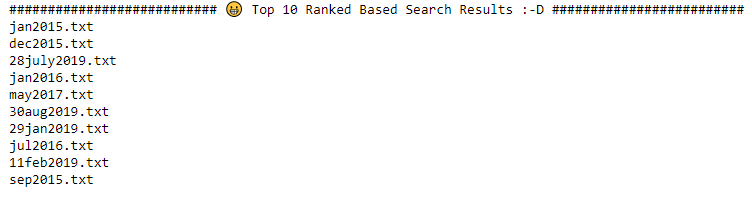 ########################### 😀 Top 10 Ranked Based Search Results :-D #########################
jan2015.txt
dec2015.txt
28july2019.txt
jan2016.txt
may2017.txt
30aug2019.txt
29jan2019.txt
jul2016.txt
11feb2019.txt
sep2015.txt